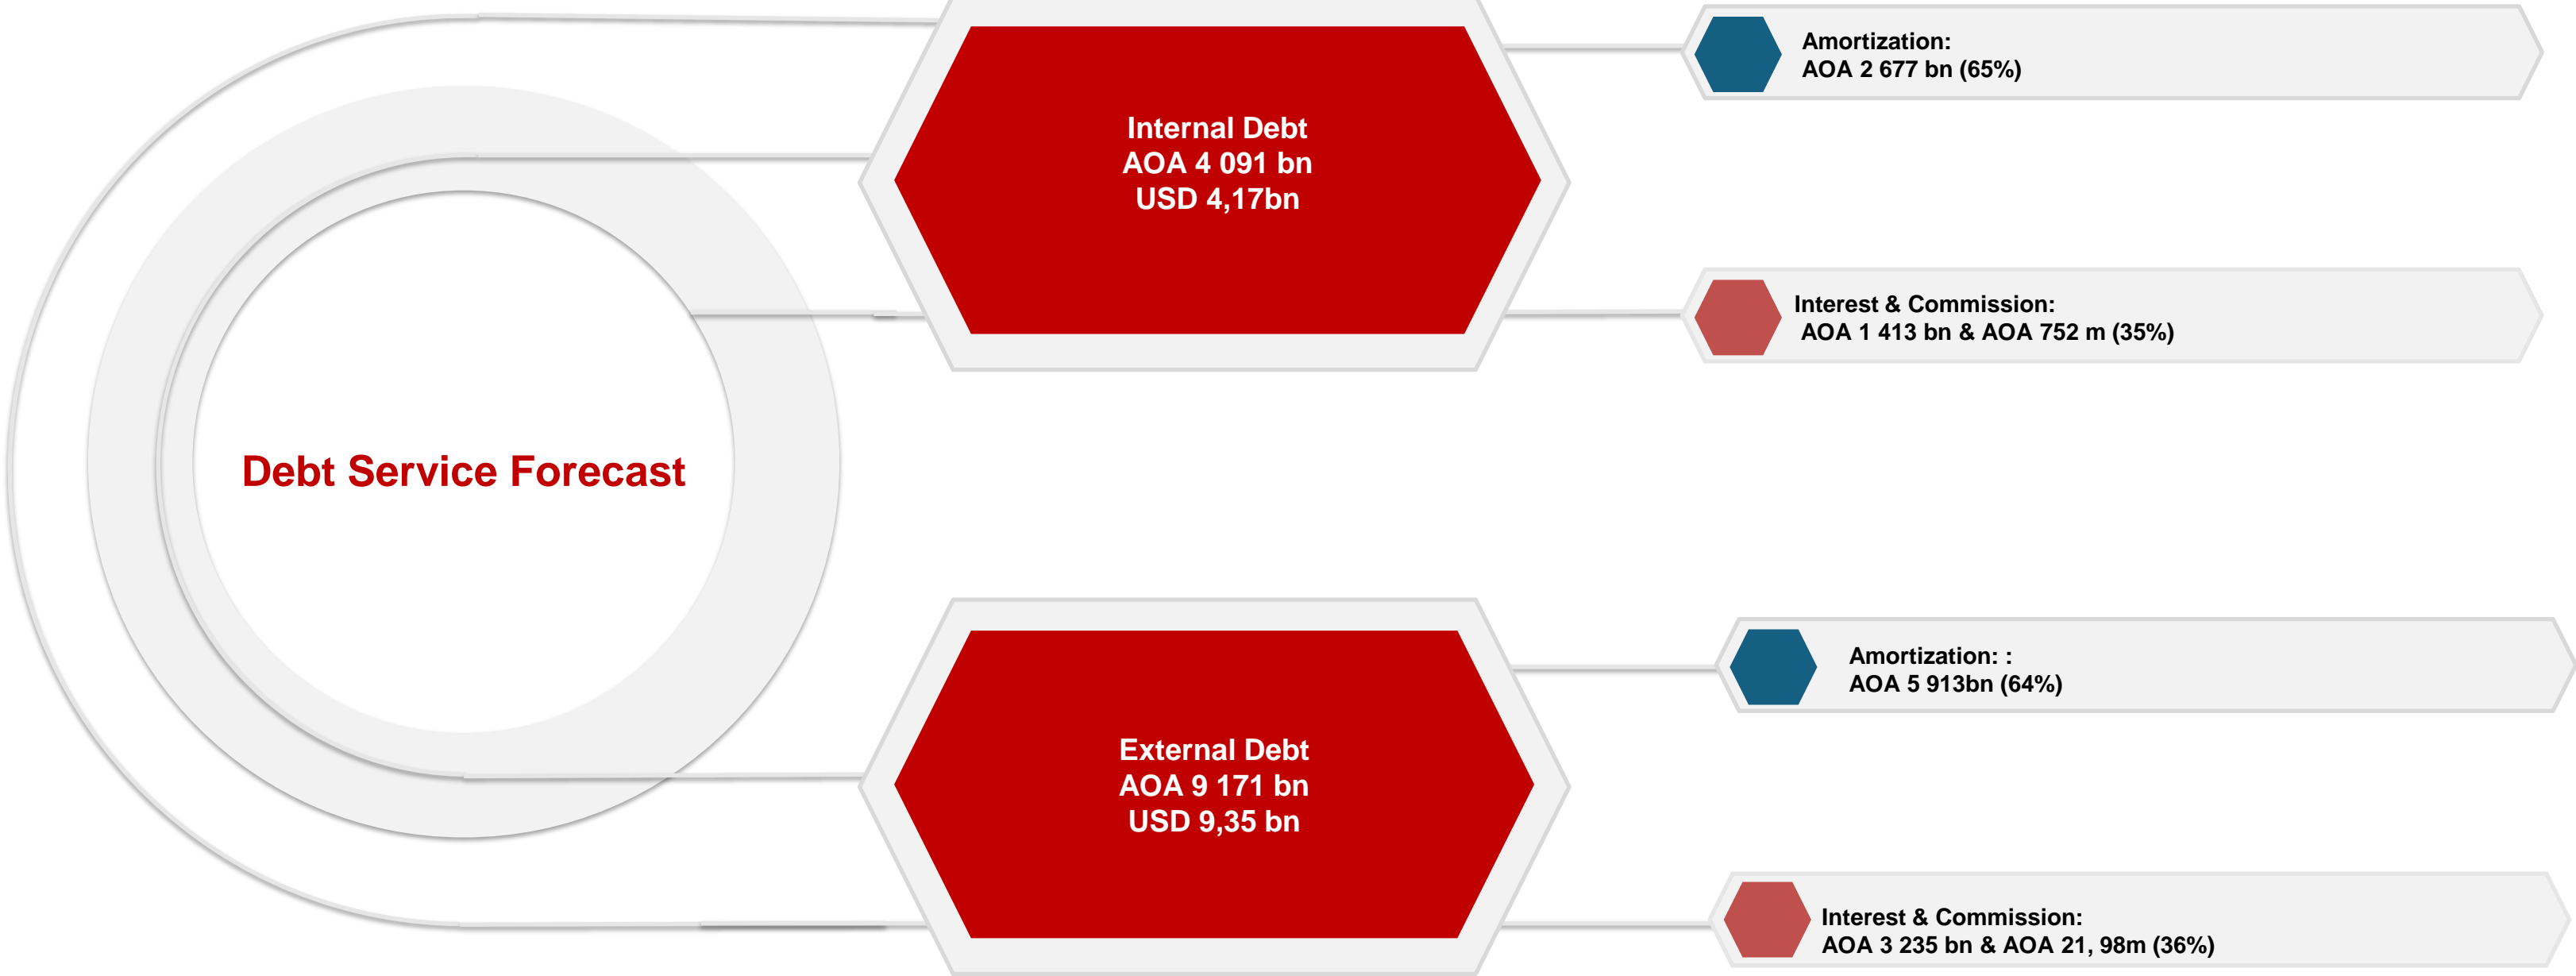 Debt Service Forecast
Internal Debt
AOA 4 091 bn
USD 4,17bn
Amortization:
AOA 2 677 bn (65%)
Interest & Commission:
AOA 1 413 bn & AOA 752 m (35%)
External Debt
AOA 9 171 bn
USD 9,35 bn
Amortization: :
AOA 5 913bn (64%)
Interest & Commission:
AOA 3 235 bn & AOA 21, 98m (36%)